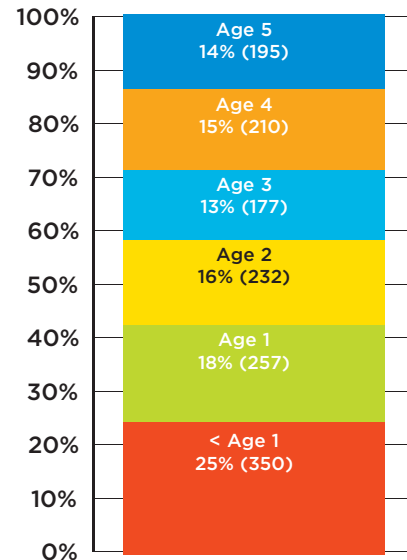 100%
90%
80%
70%
60%
50%
40%
30%
20%
10%
0%
Age 5
14% (195)
Age 4
15% (210)
Age 3
13% (177)
Age 2
16% (232)
Age 1
18% (257)
< Age 1
25% (350)